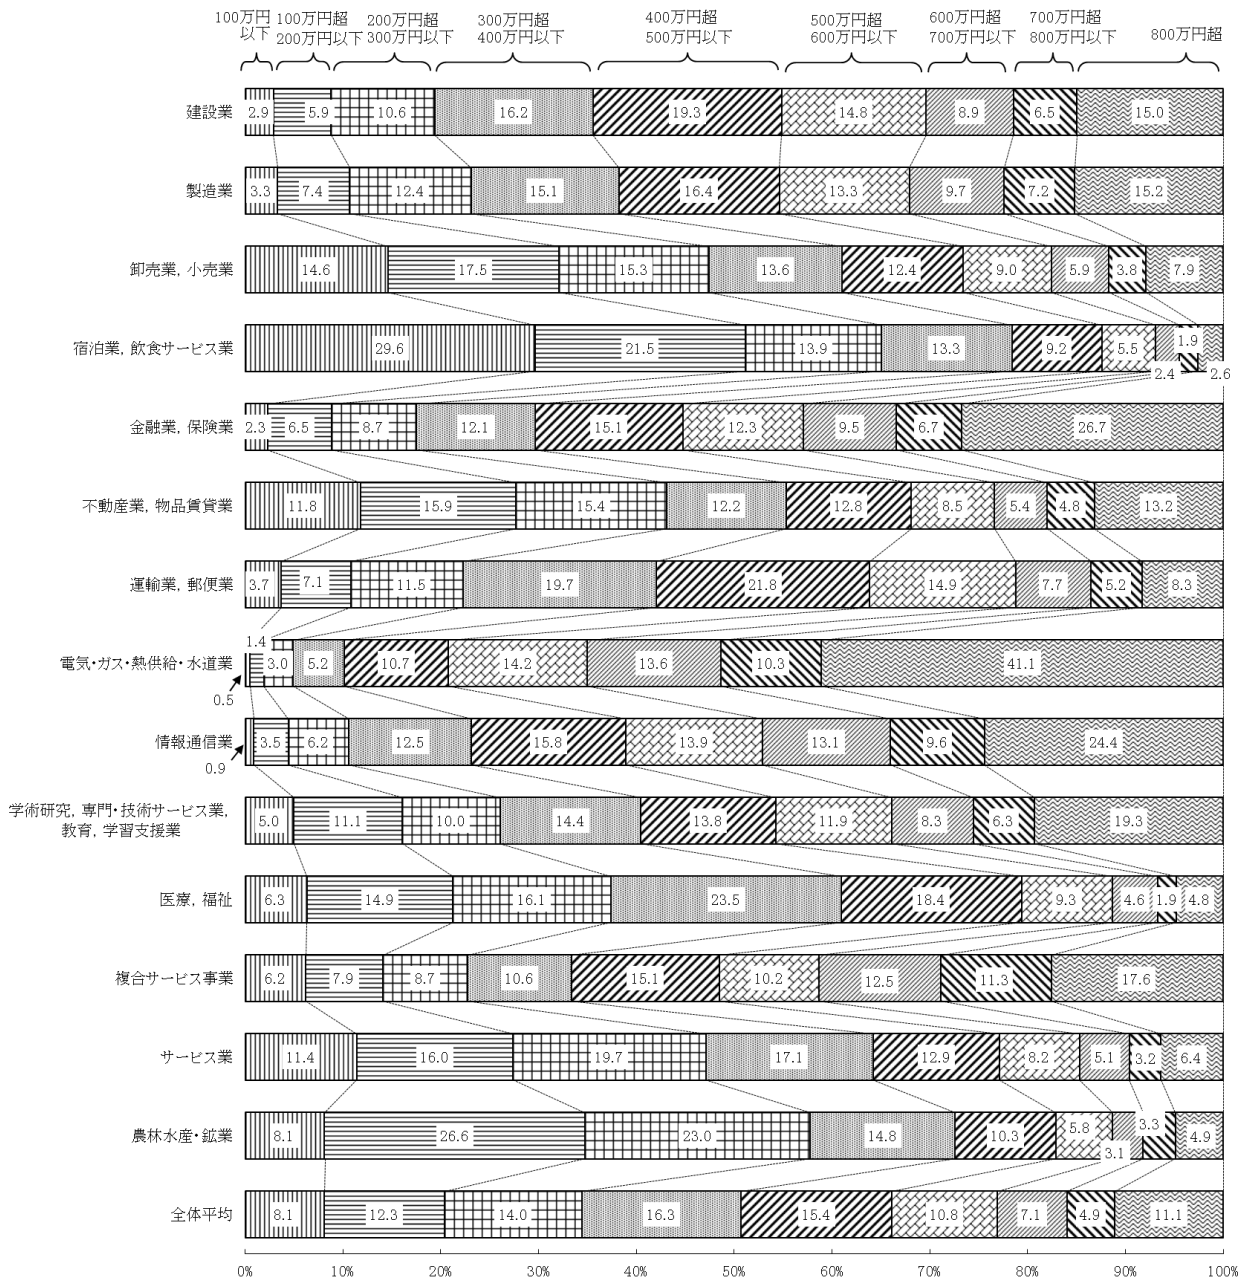 100万円
以下
100万円超
200万円以下
200万円超
300万円以下
300万円超
400万円以下
400万円超
500万円以下
500万円超
600万円以下
600万円超
700万円以下
700万円超
800万円以下
800万円超
建設業 2.9 5.9 10.6 16.2 19.3 14.8 8.9 6.5 15.0
製造業 3.3 7.4 12.4 15.1 16.4 13.3 9.7 7.2 15.2
卸売業, 小売業 14.6 17.5 15.3 13.6 12.4 9.0 5.9 3.8 7.9
宿泊業, 飲食サービス業 29.6 21.5 13.9 13.3 9.2 5.5 2.4 1.9 2.6
金融業, 保険業 2.3 6.5 8.7 12.1 15.1 12.3 9.5 6.7 26.7
不動産業, 物品賃貸業 11.8 15.9 15.4 12.2 12.8 8.5 5.4 4.8 13.2
運輸業, 郵便業 3.7 7.1 11.5 19.7 21.8 14.9 7.7 5.2 8.3
電気・ガス・熱供給・水道業 0.5 1.4 3.0 5.2 10.7 14.2 13.6 10.3 41.1
情報通信業 0.9 3.5 6.2 12.5 15.8 13.9 13.1 9.6 24.4
学術研究, 専門・技術サービス業,
教育, 学習支援業 5.0 11.1 10.0 14.4 13.8 11.9 8.3 6.3 19.3
医療, 福祉 6.3 14.9 16.1 23.5 18.4 9.3 4.6 1.9 4.8
複合サービス事業 6.2 7.9 8.7 10.6 15.1 10.2 12.5 11.3 17.6
サービス業 11.4 16.0 19.7 17.1 12.9 8.2 5.1 3.2 6.4
農林水産・鉱業 8.1 26.6 23.0 14.8 10.3 5.8 3.1 3.3 4.9
全体平均 8.1 12.3 14.0 16.3 15.4 10.8 7.1 4.9 11.1
0% 10% 20% 30% 40% 50% 60% 70% 80% 90% 100%